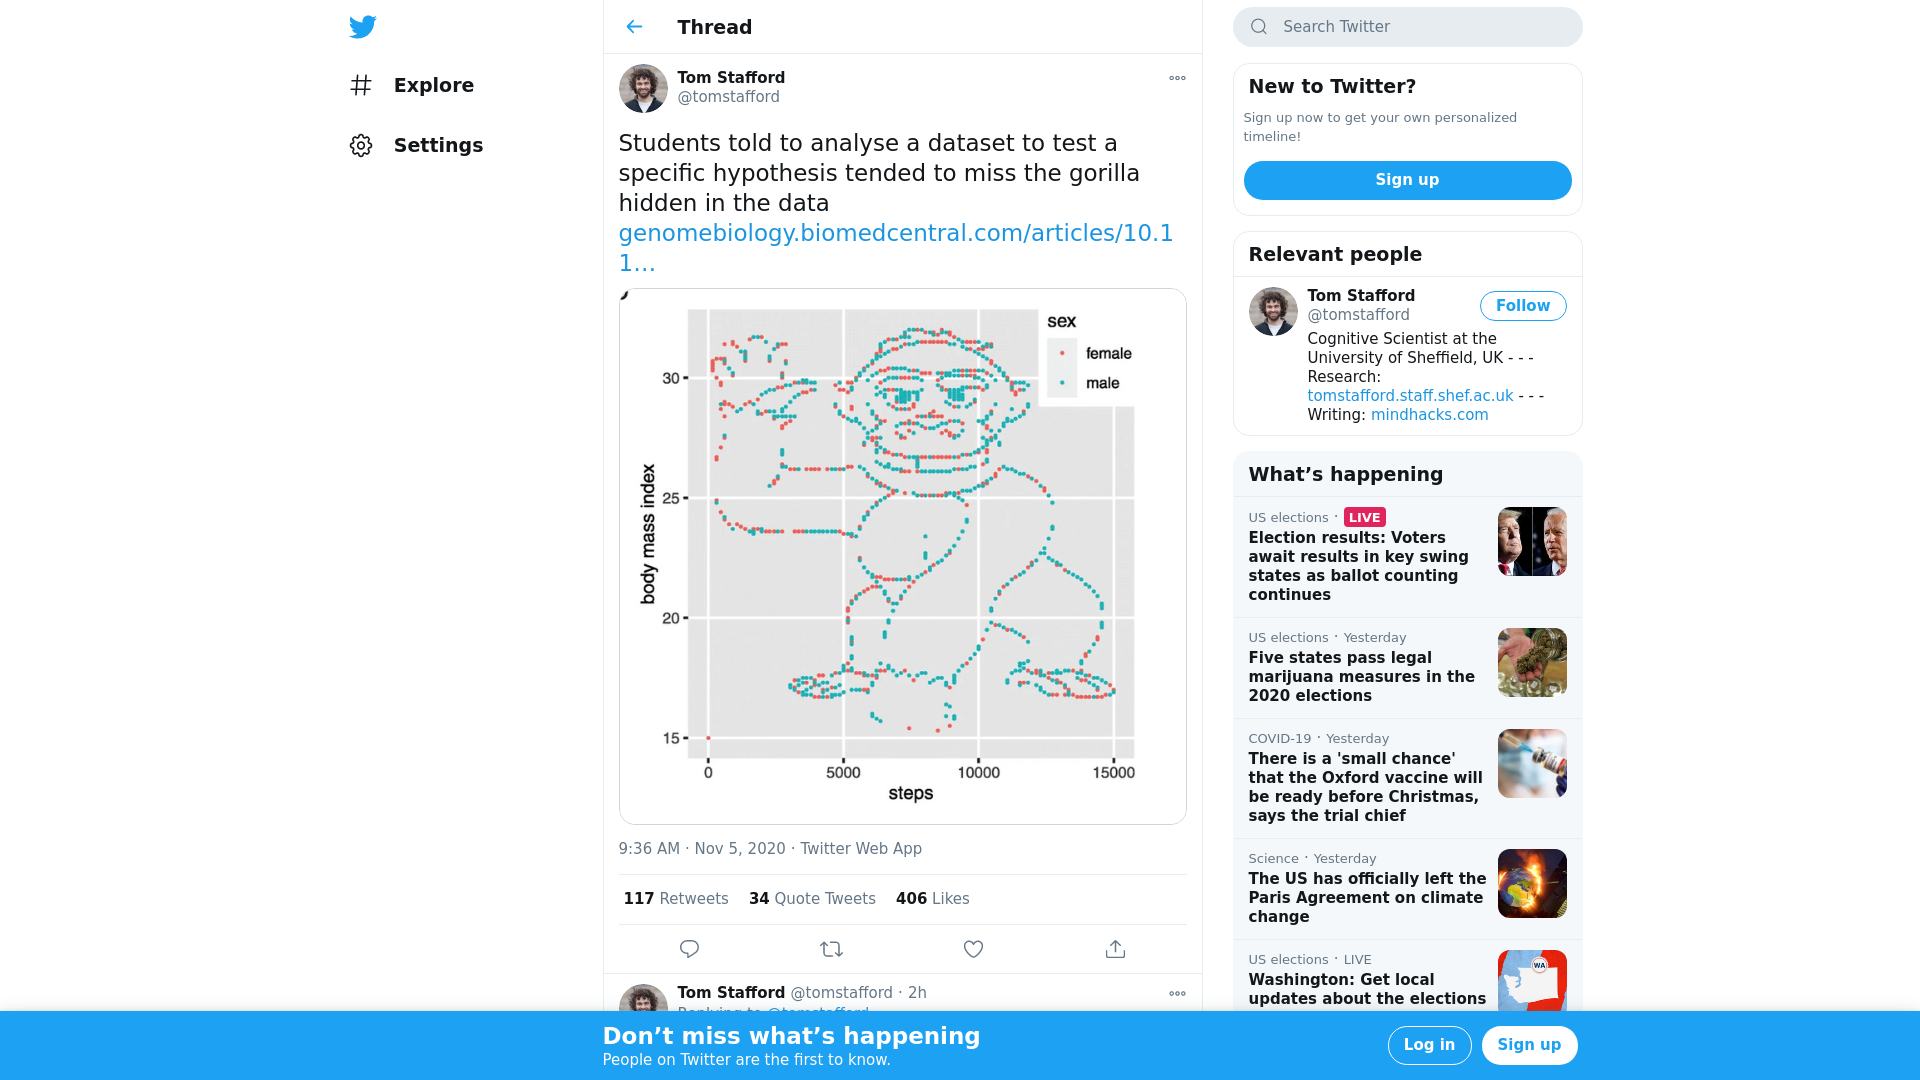 Explore
Settings
Thread
Tom Stafford
@tomstafford
Students told to analyse a dataset to test a
specific hypothesis tended to miss the gorilla
hidden in the data
genomebiology.biomedcentral.com/articles/10.1
1…
sex
female
male
30
25
20
15
body mass index
0
5000
10000
15000
steps
9:36 AM · Nov 5, 2020 · Twitter Web App
117 Retweets 34 Quote Tweets 406 Likes
Tom Stafford @tomstafford · 2h
Replying to @tomstafford
Search Twitter
New to Twitter?
Sign up now to get your own personalized
timeline!
Sign up
Relevant people
Tom Stafford
@tomstafford
Follow
Cognitive Scientist at the
University of Sheffield, UK - - -
Research:
tomstafford.staff.shef.ac.uk - - -
Writing: mindhacks.com
What’s happening
US elections · LIVE
Election results: Voters
await results in key swing
states as ballot counting
continues
US elections · Yesterday
Five states pass legal
marijuana measures in the
2020 elections
COVID-19 · Yesterday
There is a 'small chance'
that the Oxford vaccine will
be ready before Christmas,
says the trial chief
Science · Yesterday
The US has officially left the
Paris Agreement on climate
change
US elections · LIVE
Washington: Get local
updates about the elections
WA
Don’t miss what’s happening
People on Twitter are the first to know.
Log in
Sign up